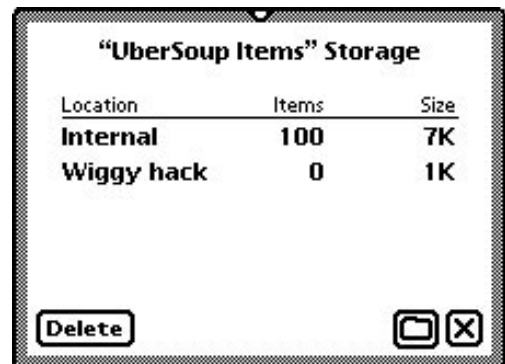 “UberSoup Items” Storage
Location Items Size
Internal 100 7K
Wiggy hack 0 1K
Delete